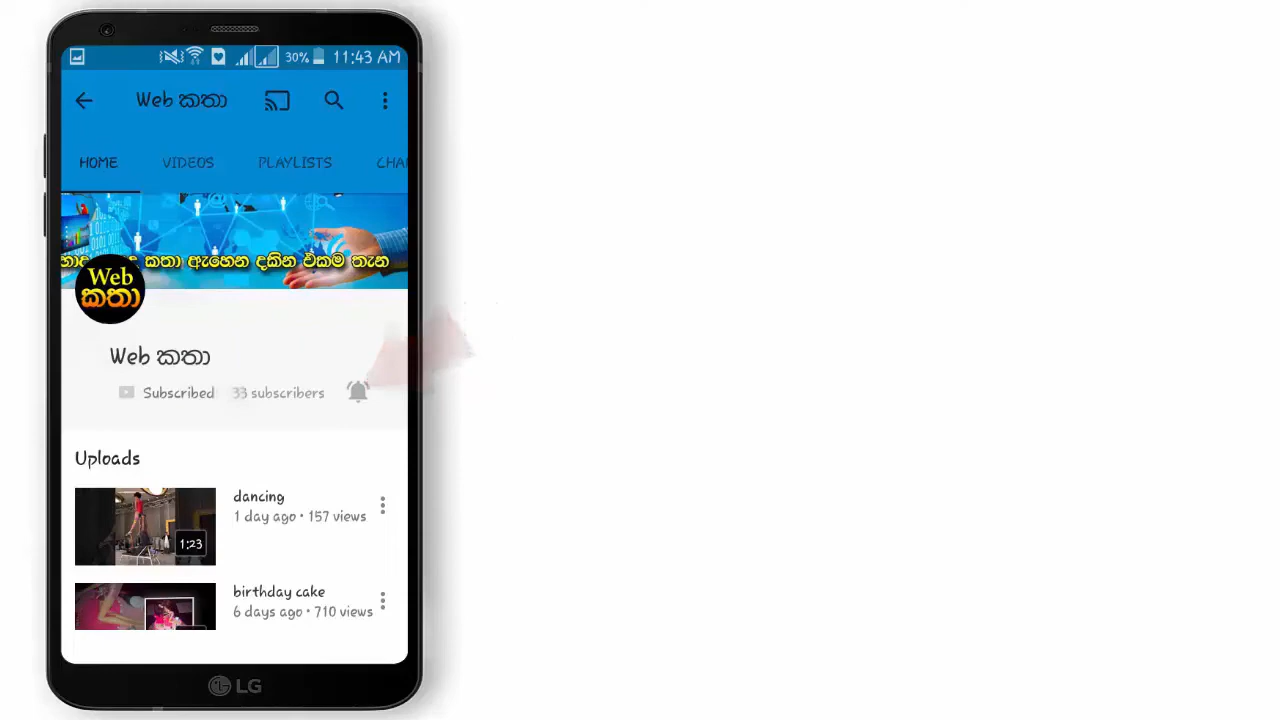 30% 11:43 AM
Web කතා
HOME VIDEOS PLAYLISTS
කතා ඇහෙන දකින එකම තැන
Web
කතා
Web කතා
Subscribed 33 subscribers
Uploads
dancing
1 day ago • 157 views
1:23
birthday cake
6 days ago • 710 views
LG